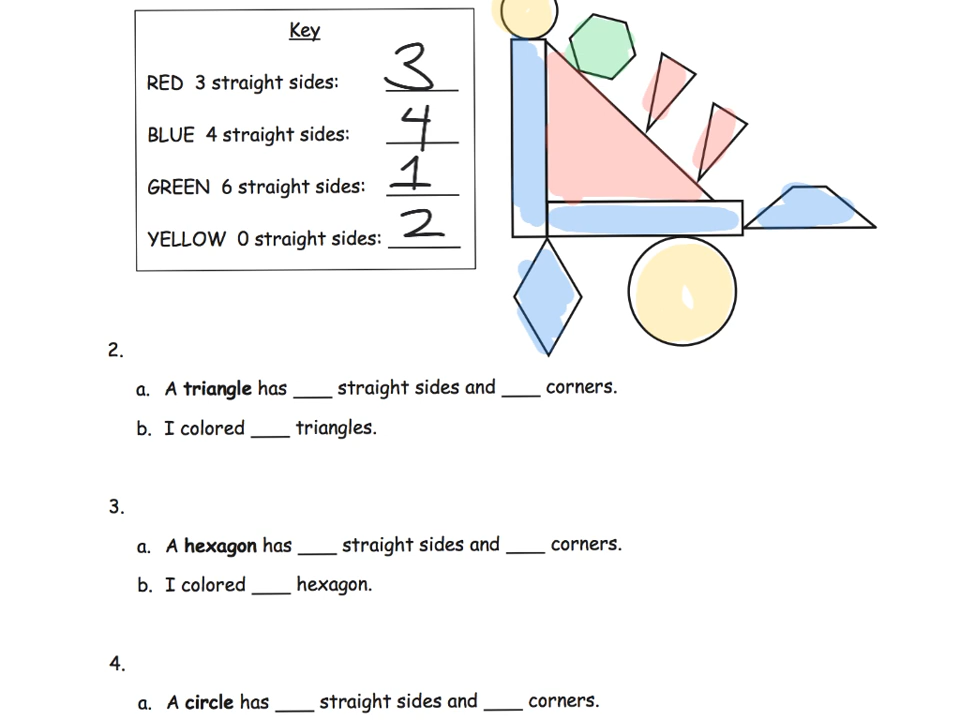 Key
RED 3 straight sides: 3
BLUE 4 straight sides: 4
GREEN 6 straight sides: 1
YELLOW 0 straight sides: 2
2.
a. A triangle has ____ straight sides and ____ corners.
b. I colored ____ triangles.
3.
a. A hexagon has ____ straight sides and ____ corners.
b. I colored ____ hexagon.
4.
a. A circle has ____ straight sides and ____ corners.